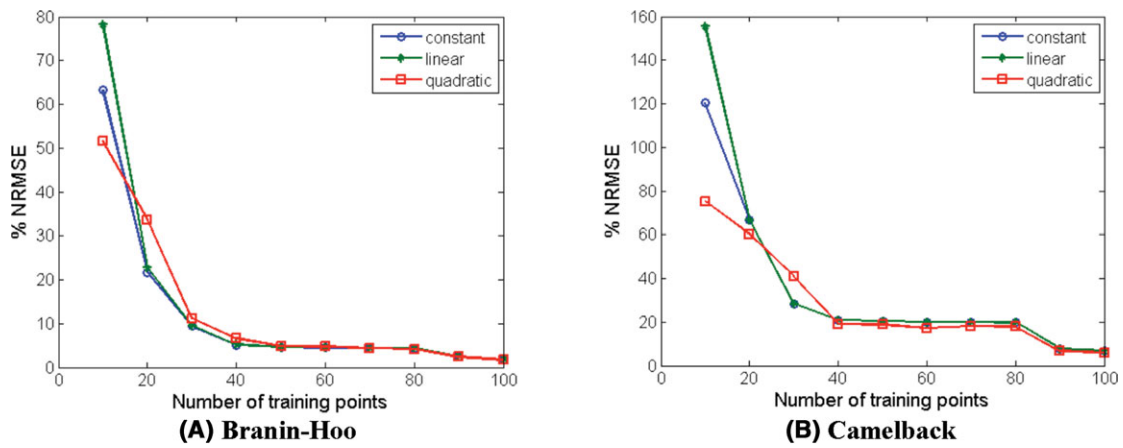 80
70
60
50
40
30
20
10
0
% NRMSE
constant
linear
quadratic
0 20 40 60 80 100
Number of training points
(A) Branin-Hoo
160
140
120
100
80
60
40
20
0
% NRMSE
constant
linear
quadratic
0 20 40 60 80 100
Number of training points
(B) Camelback